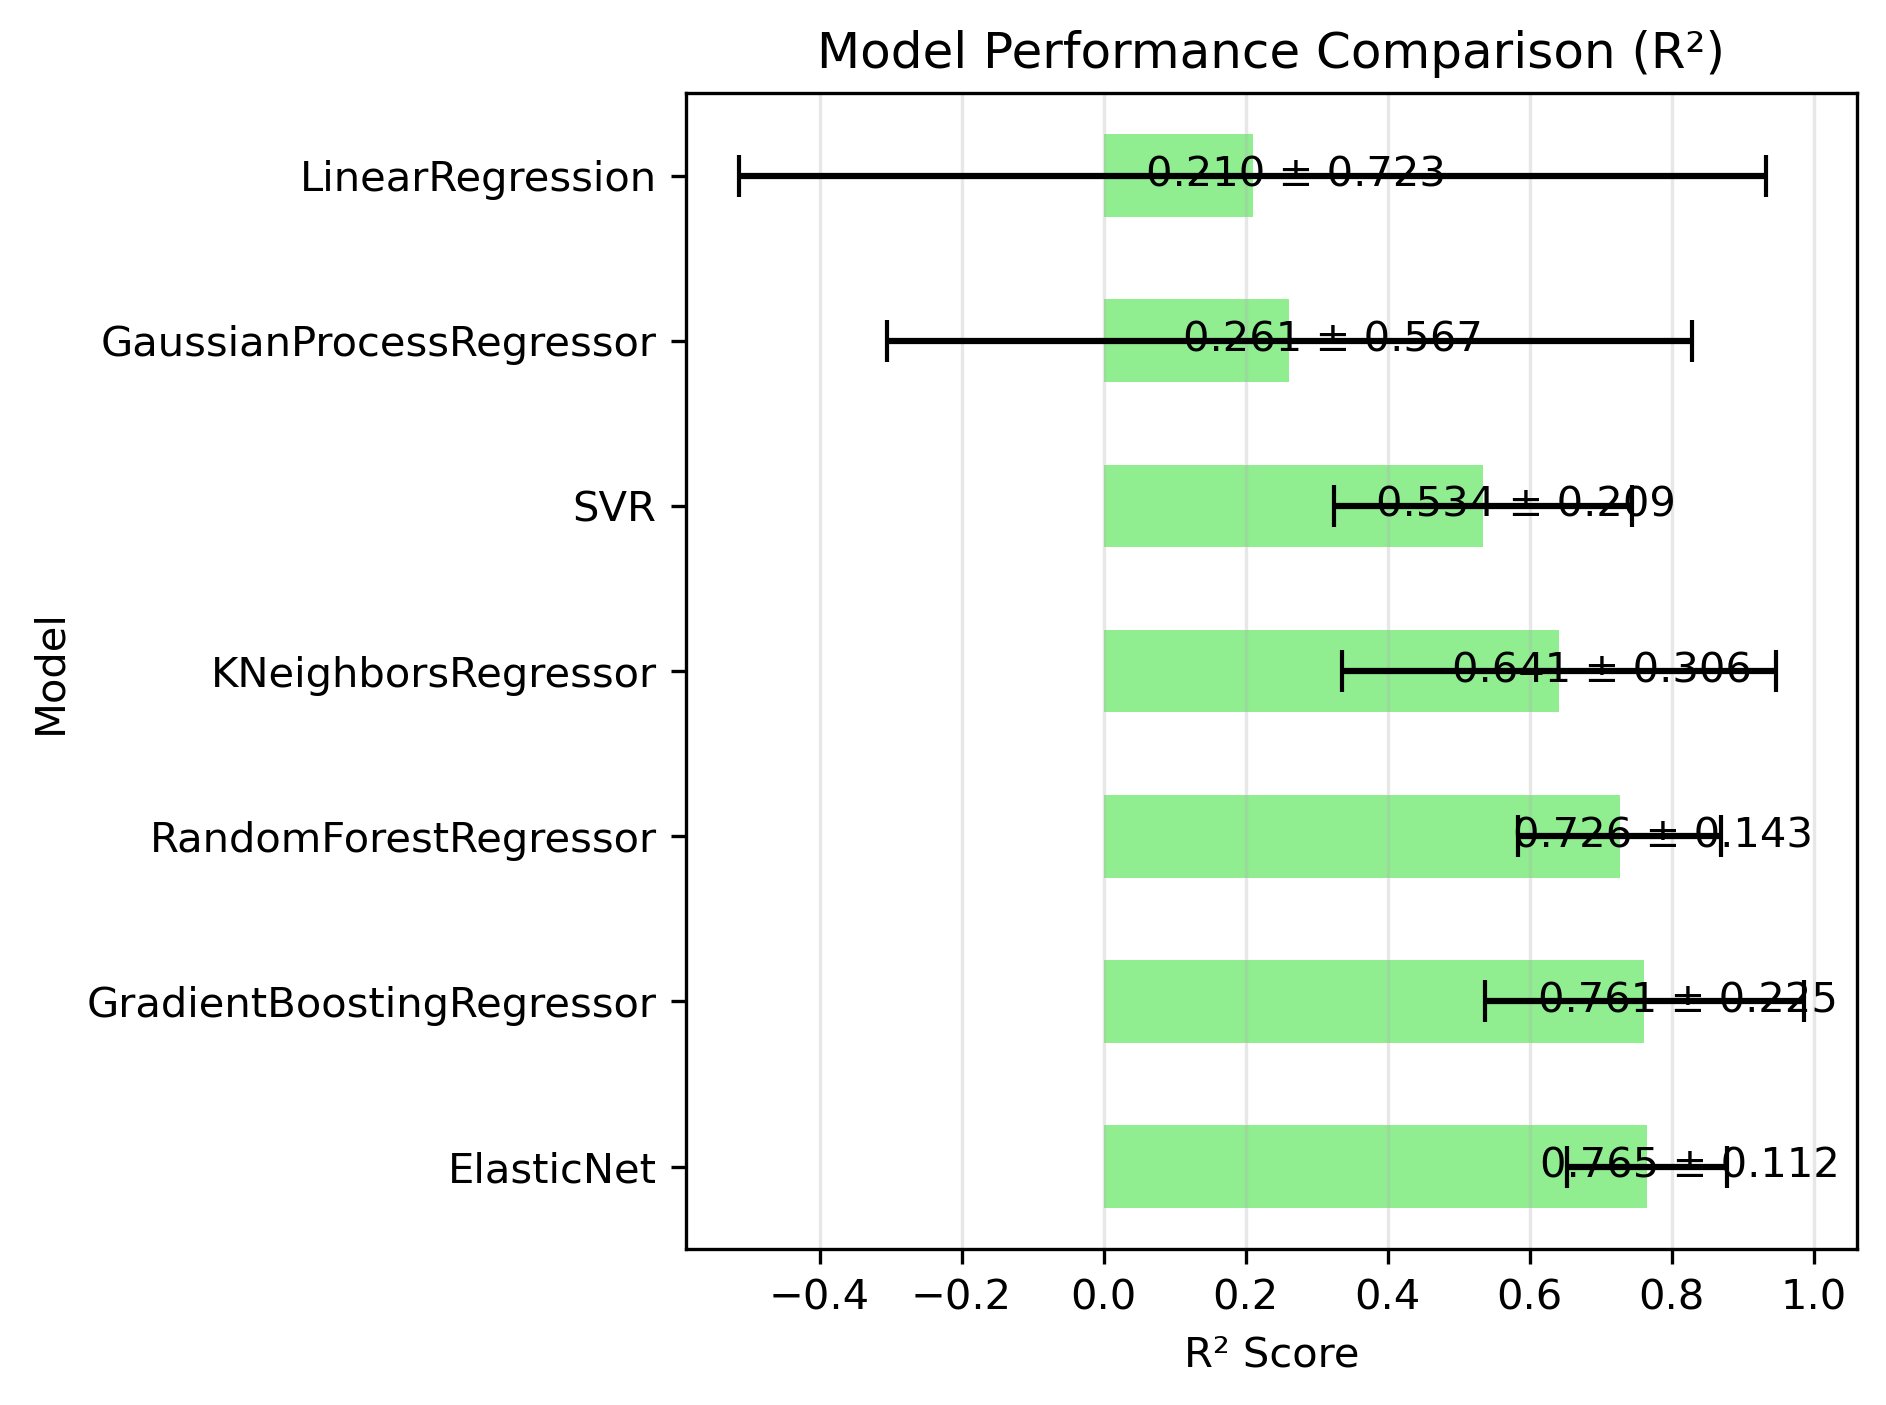 Model Performance Comparison (R²)
LinearRegression
0.210 ± 0.723
GaussianProcessRegressor
0.261 ± 0.567
SVR
0.534 ± 0.209
KNeighborsRegressor
0.641 ± 0.306
RandomForestRegressor
0.726 ± 0.143
GradientBoostingRegressor
0.761 ± 0.225
ElasticNet
0.765 ± 0.112
Model
−0.4 −0.2 0.0 0.2 0.4 0.6 0.8 1.0
R² Score